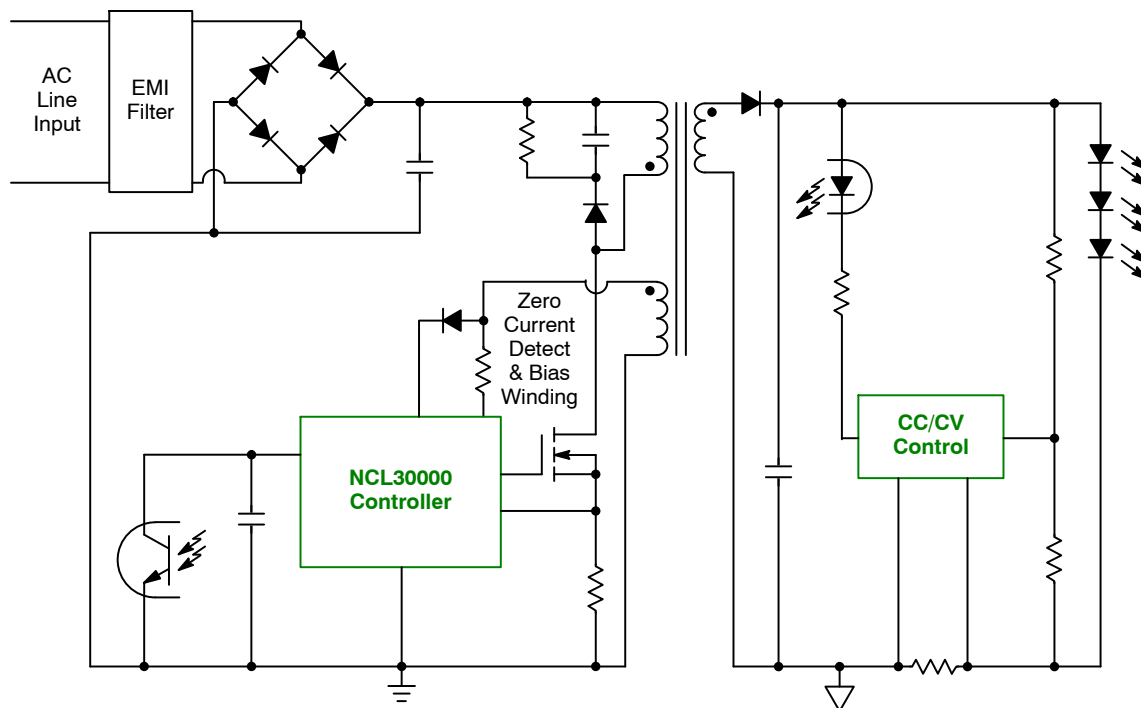 AC
Line
Input
EMI
Filter
Zero
Current
Detect
& Bias
Winding
NCL30000
Controller
CC/CV
Control